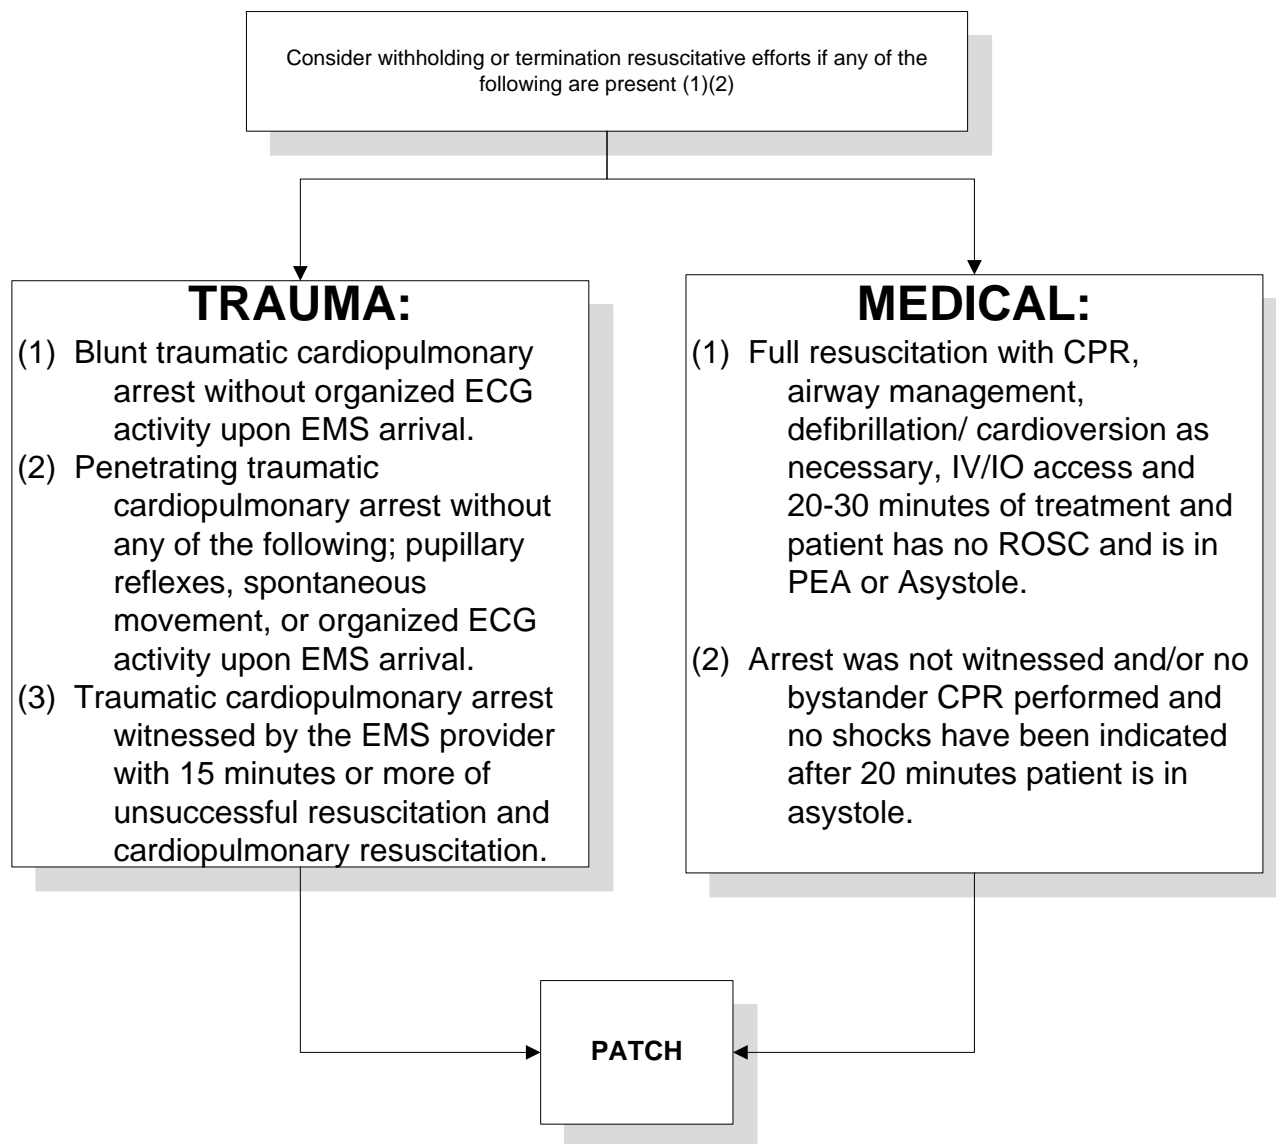 Consider withholding or termination resuscitative efforts if any of the
following are present (1)(2)
TRAUMA:
(1) Blunt traumatic cardiopulmonary
arrest without organized ECG
activity upon EMS arrival.
(2) Penetrating traumatic
cardiopulmonary arrest without
any of the following; pupillary
reflexes, spontaneous
movement, or organized ECG
activity upon EMS arrival.
(3) Traumatic cardiopulmonary arrest
witnessed by the EMS provider
with 15 minutes or more of
unsuccessful resuscitation and
cardiopulmonary resuscitation.
MEDICAL:
(1) Full resuscitation with CPR,
airway management,
defibrillation/ cardioversion as
necessary, IV/IO access and
20-30 minutes of treatment and
patient has no ROSC and is in
PEA or Asystole.
(2) Arrest was not witnessed and/or no
bystander CPR performed and
no shocks have been indicated
after 20 minutes patient is in
asystole.
PATCH